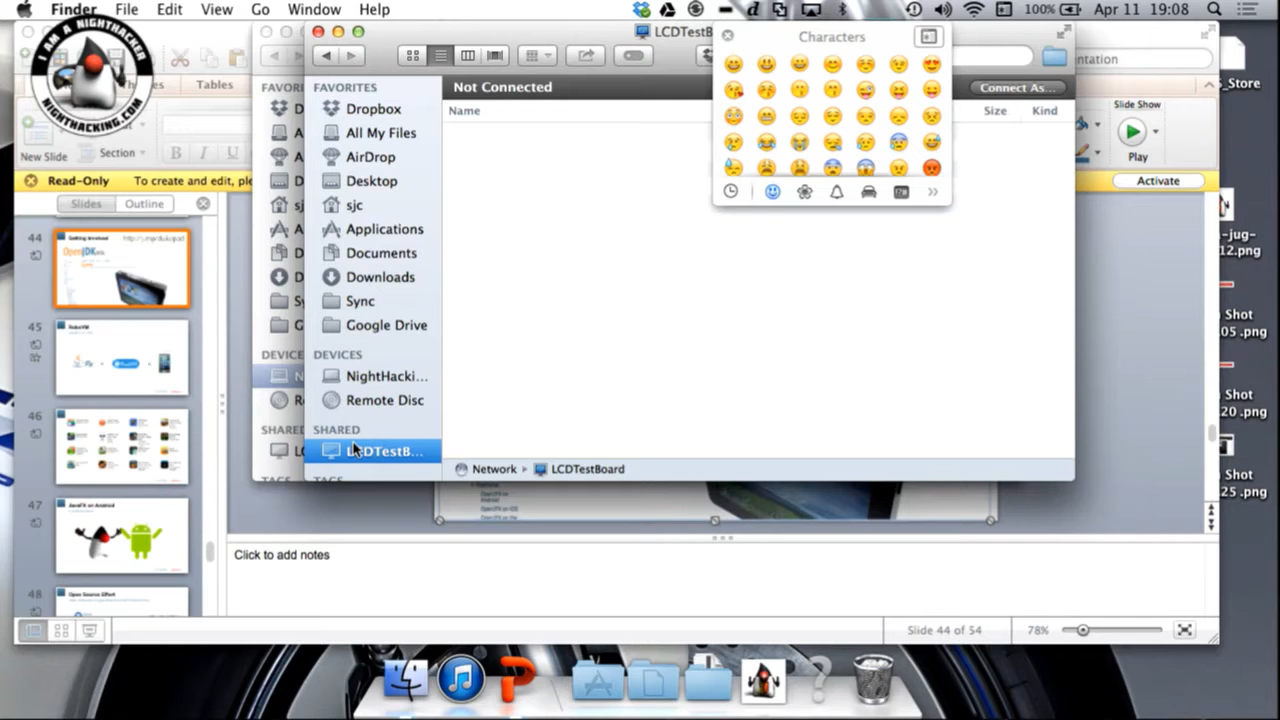 Finder File Edit View Go Window Help 100% Apr 11 19:08
I AM A NIGHTHACKER
NIGHTHACKING.COM
LCDTestB
Characters
Tables
New Slide
Section
B I
Read-Only To create and edit, ple
Slides Outline
FAVORITES
Dropbox
All My Files
AirDrop
Desktop
sjc
Applications
Documents
Downloads
Sync
Google Drive
DEVICES
NightHacki...
Remote Disc
SHARED
LCDTestB...
Not Connected
Connect As...
Name Size Kind
Network LCDTestBoard
entation
Slide Show
Play
Activate
_Store
-jug-
12.png
Shot
05 .png
Shot
20 .png
Shot
25 .png
44
Getting Involved
45
RoboVM
46
47
JavaFX on Android
48
Open Source Effort
Click to add notes
Slide 44 of 54 78%